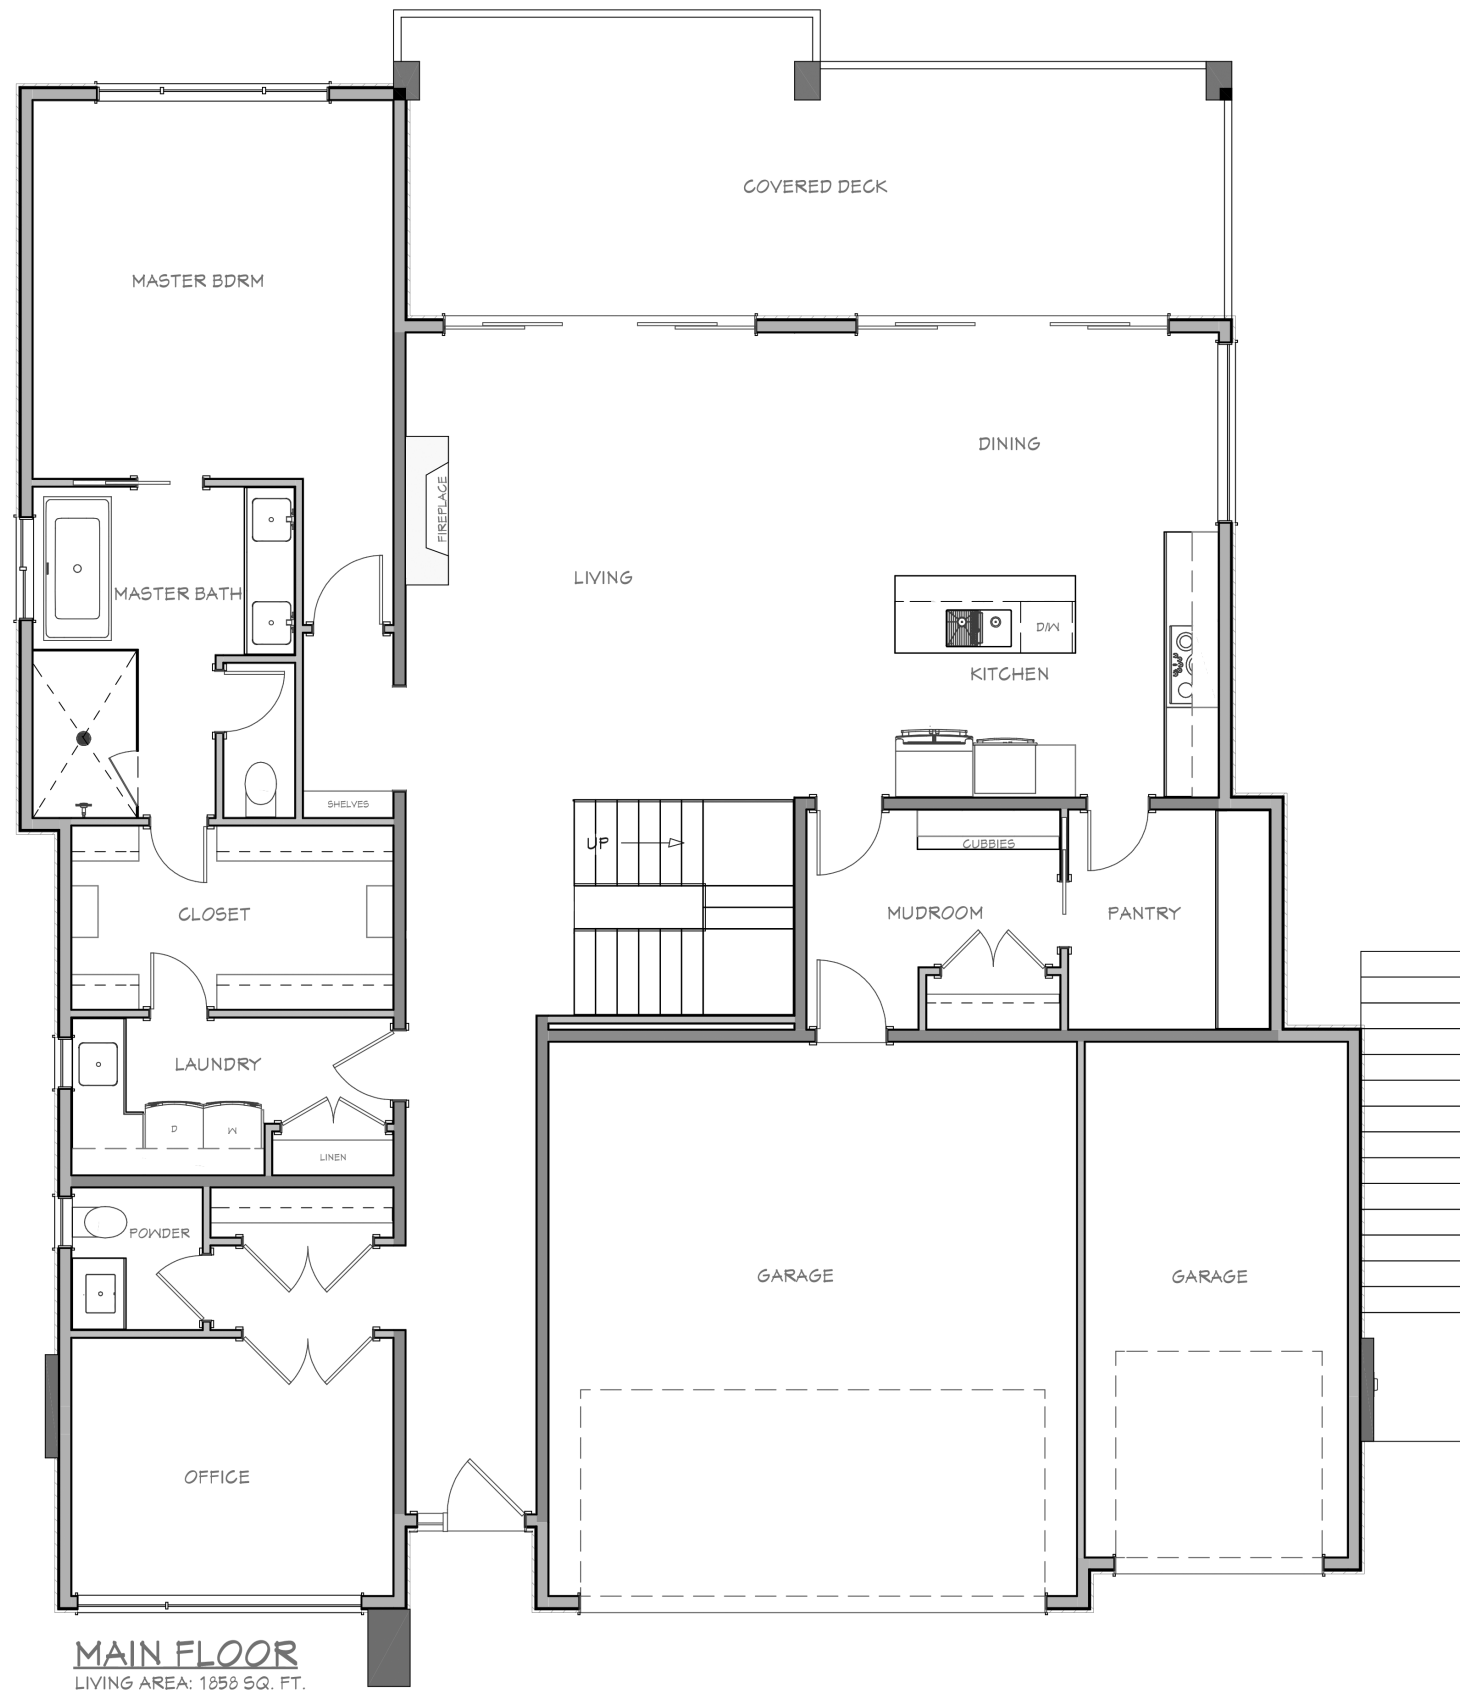 COVERED DECK
MASTER BDRM
DINING
FIREPLACE
LIVING
MASTER BATH
D/W
KITCHEN
SHELVES
UP
CUBBIES
CLOSET
MUDROOM
PANTRY
LAUNDRY
D
W
LINEN
POWDER
GARAGE
GARAGE
OFFICE
MAIN FLOOR
LIVING AREA: 1858 SQ. FT.